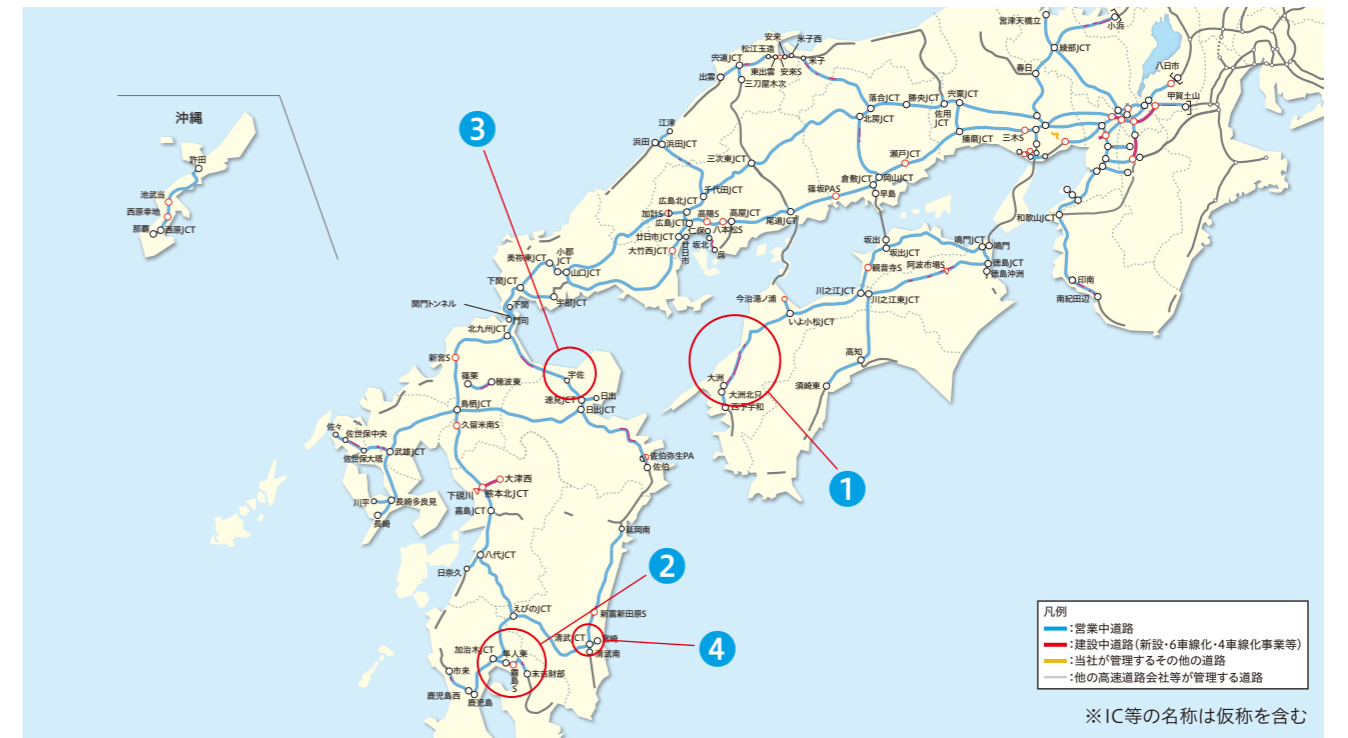 沖縄
許田
池武当
西原幸地
那覇
西原JCT
宮津天橋立
小浜
綾部JCT
八日市
春日
甲賀土山
安来
米子西
松江玉造
宍道JCT
米子
東出雲
安来S
出雲
三刀屋木次
落合JCT
勝央JCT
宍粟JCT
佐用
JCT
北房JCT
播磨JCT
三木S
江津
浜田
浜田JCT
三次東JCT
瀬戸JCT
倉敷JCT
岡山JCT
早島
千代田JCT
篠坂PAS
広島北JCT
加計S
高陽S
高屋JCT
尾道JCT
広島JCT
仁保
八本松S
廿日市JCT
廿日市
坂北
呉
大竹西JCT
和歌山JCT
印南
南紀田辺
坂出
坂出JCT
鳴門JCT
鳴門
観音寺S
阿波市場S
徳島JCT
徳島沖洲
美祢東JCT
小郡
JCT
山口JCT
下関JCT
宇部JCT
関門トンネル
下関
門司
北九州JCT
今治湯ノ浦
川之江JCT
川之江東JCT
いよ小松JCT
高知
須崎東
大洲
大洲北只
西予宇和
新宮S
篠栗
穂波東
宇佐
速見JCT
日出
日出JCT
鳥栖JCT
久留米南S
佐々
佐世保中央
佐世保大塔
武雄JCT
佐伯弥生PA
佐伯
大津西
下硯川
熊本北JCT
嘉島JCT
川平
長崎多良見
長崎
延岡南
八代JCT
日奈久
えびのJCT
新富新田原S
清武JCT
宮崎
清武南
加治木JCT
隼人東
霧島S
末吉財部
市来
鹿児島西
鹿児島
3
1
2
4
凡例
:営業中道路
:建設中道路(新設・6車線化・4車線化事業等)
:当社が管理するその他の道路
:他の高速道路会社等が管理する道路
※IC等の名称は仮称を含む